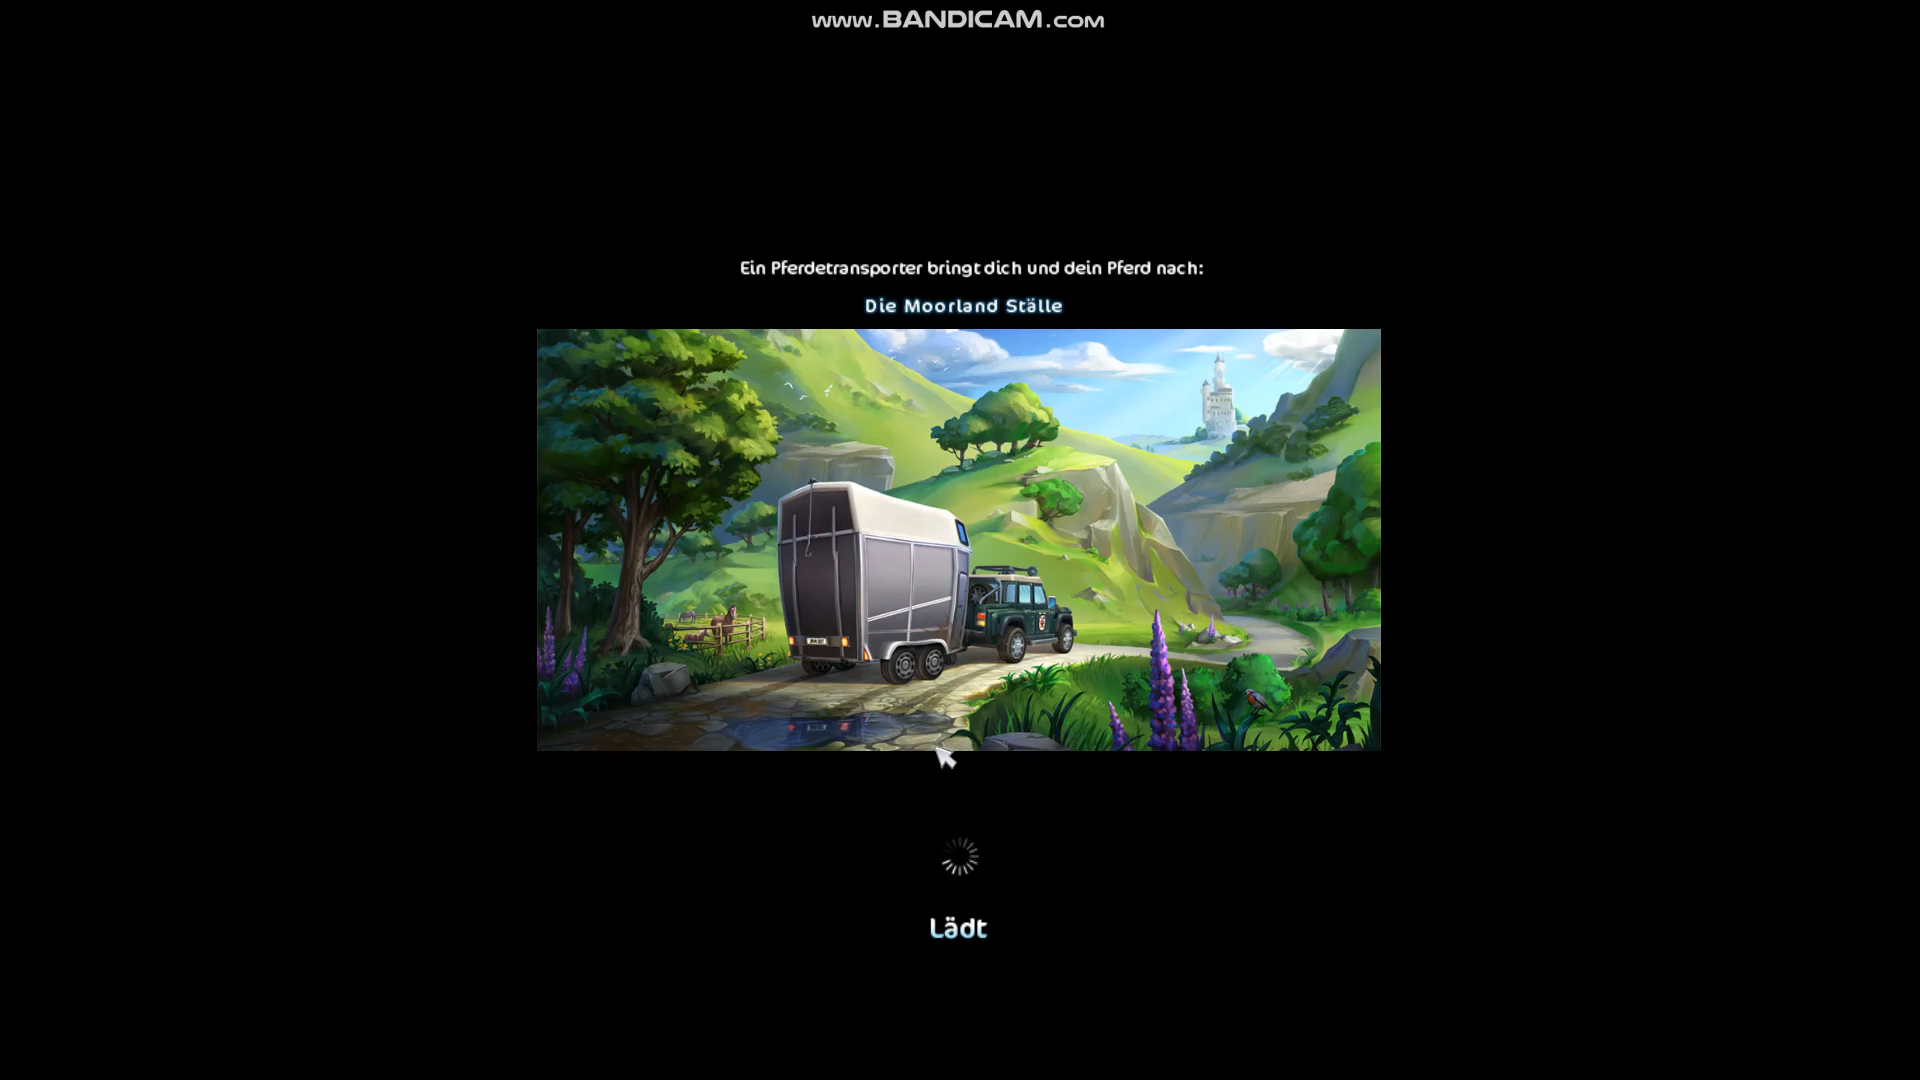 www.BANDICAM.com
Ein Pferdetransporter bringt dich und dein Pferd nach:
Die Moorland Ställe
Lädt